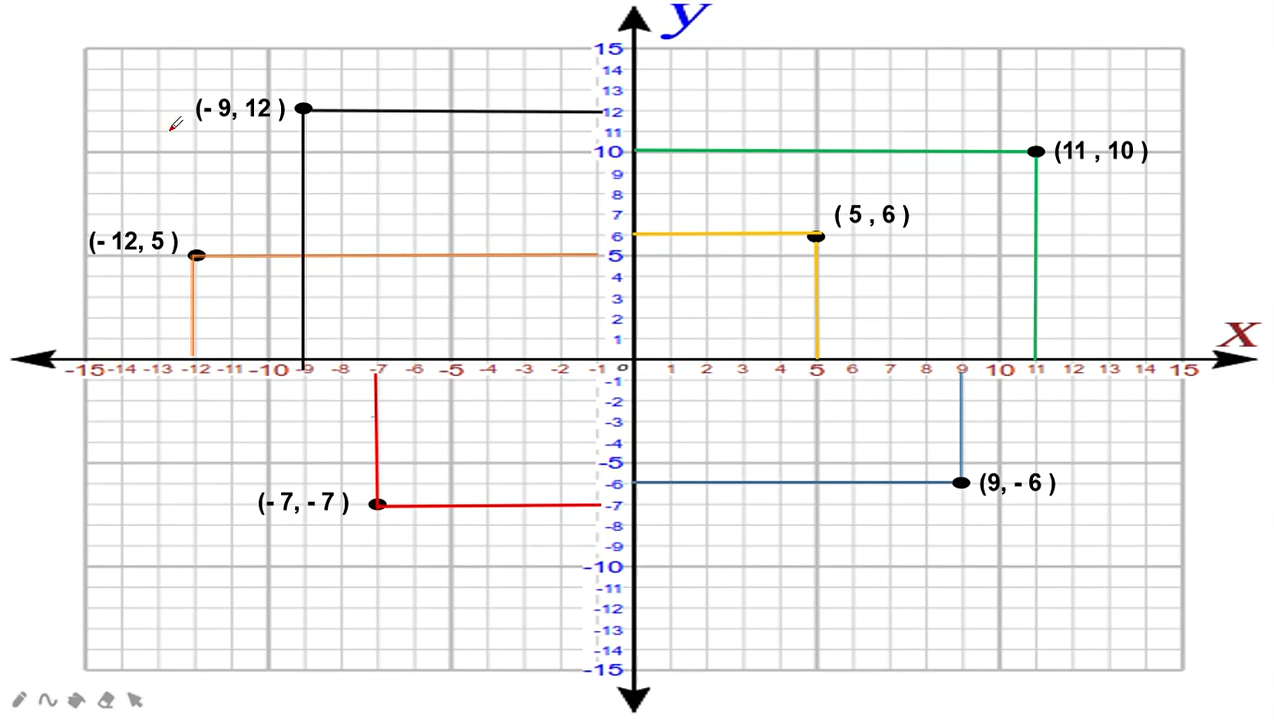 y
15
14
13
(- 9, 12 ) 12
11
10 (11 , 10 )
9
8
7 ( 5 , 6 )
6
(- 12, 5 ) 5
4
3
2
1
x
-15 -14 -13 -12 -11 -10 -9 -8 -7 -6 -5 -4 -3 -2 -1 o 1 2 3 4 5 6 7 8 9 10 11 12 13 14 15
-1
-2
-3
-4
-5
-6 (9, - 6 )
(- 7, - 7 ) -7
-8
-9
-10
-11
-12
-13
-14
-15